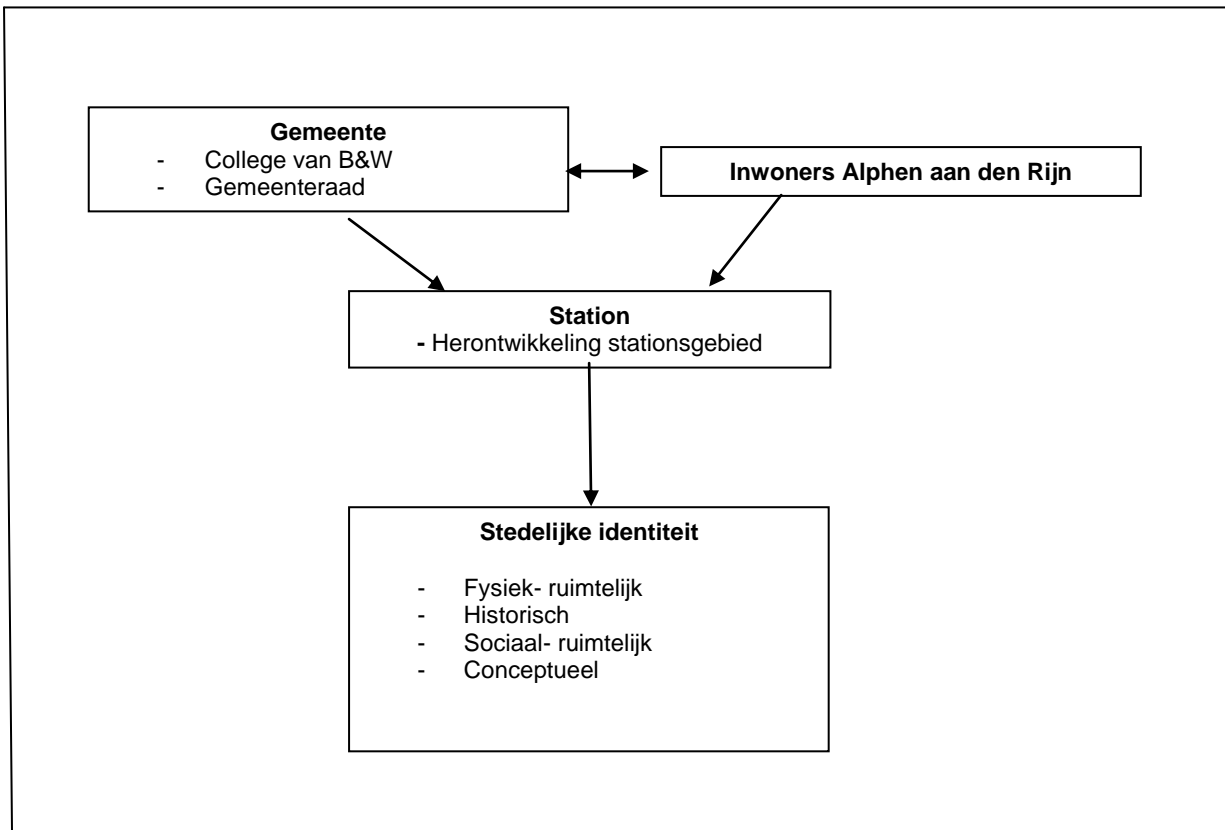 Gemeente
- College van B&W
- Gemeenteraad
Inwoners Alphen aan den Rijn
Station
- Herontwikkeling stationsgebied
Stedelijke identiteit
- Fysiek- ruimtelijk
- Historisch
- Sociaal- ruimtelijk
- Conceptueel